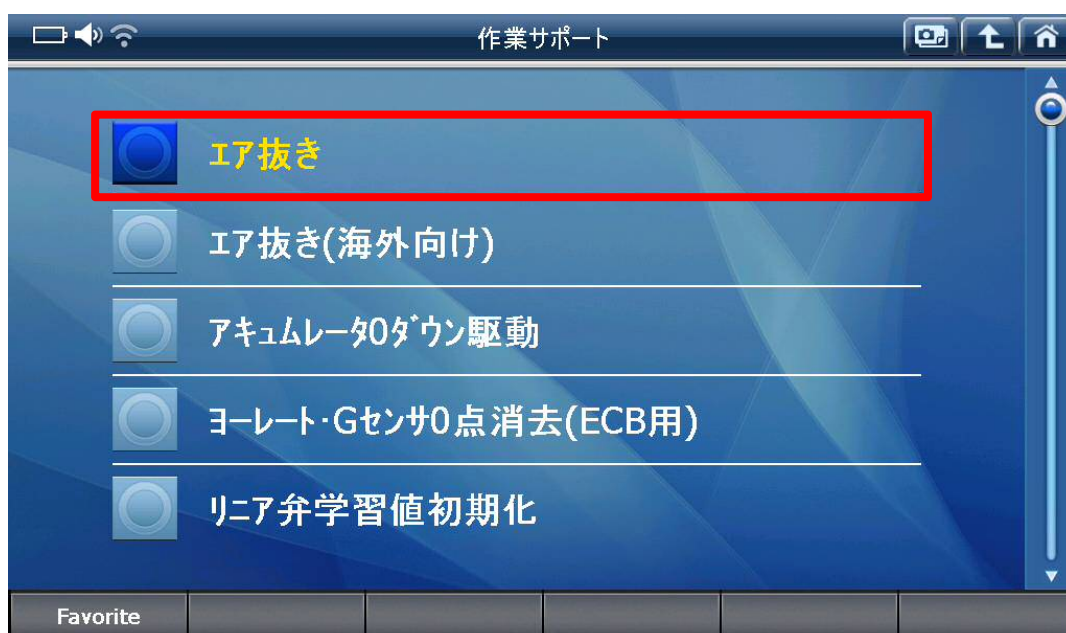 作業サポート
エア抜き
エア抜き(海外向け)
アキュムレータ0ダウン駆動
ヨーレート・Gセンサ0点消去(ECB用)
リニア弁学習値初期化
Favorite